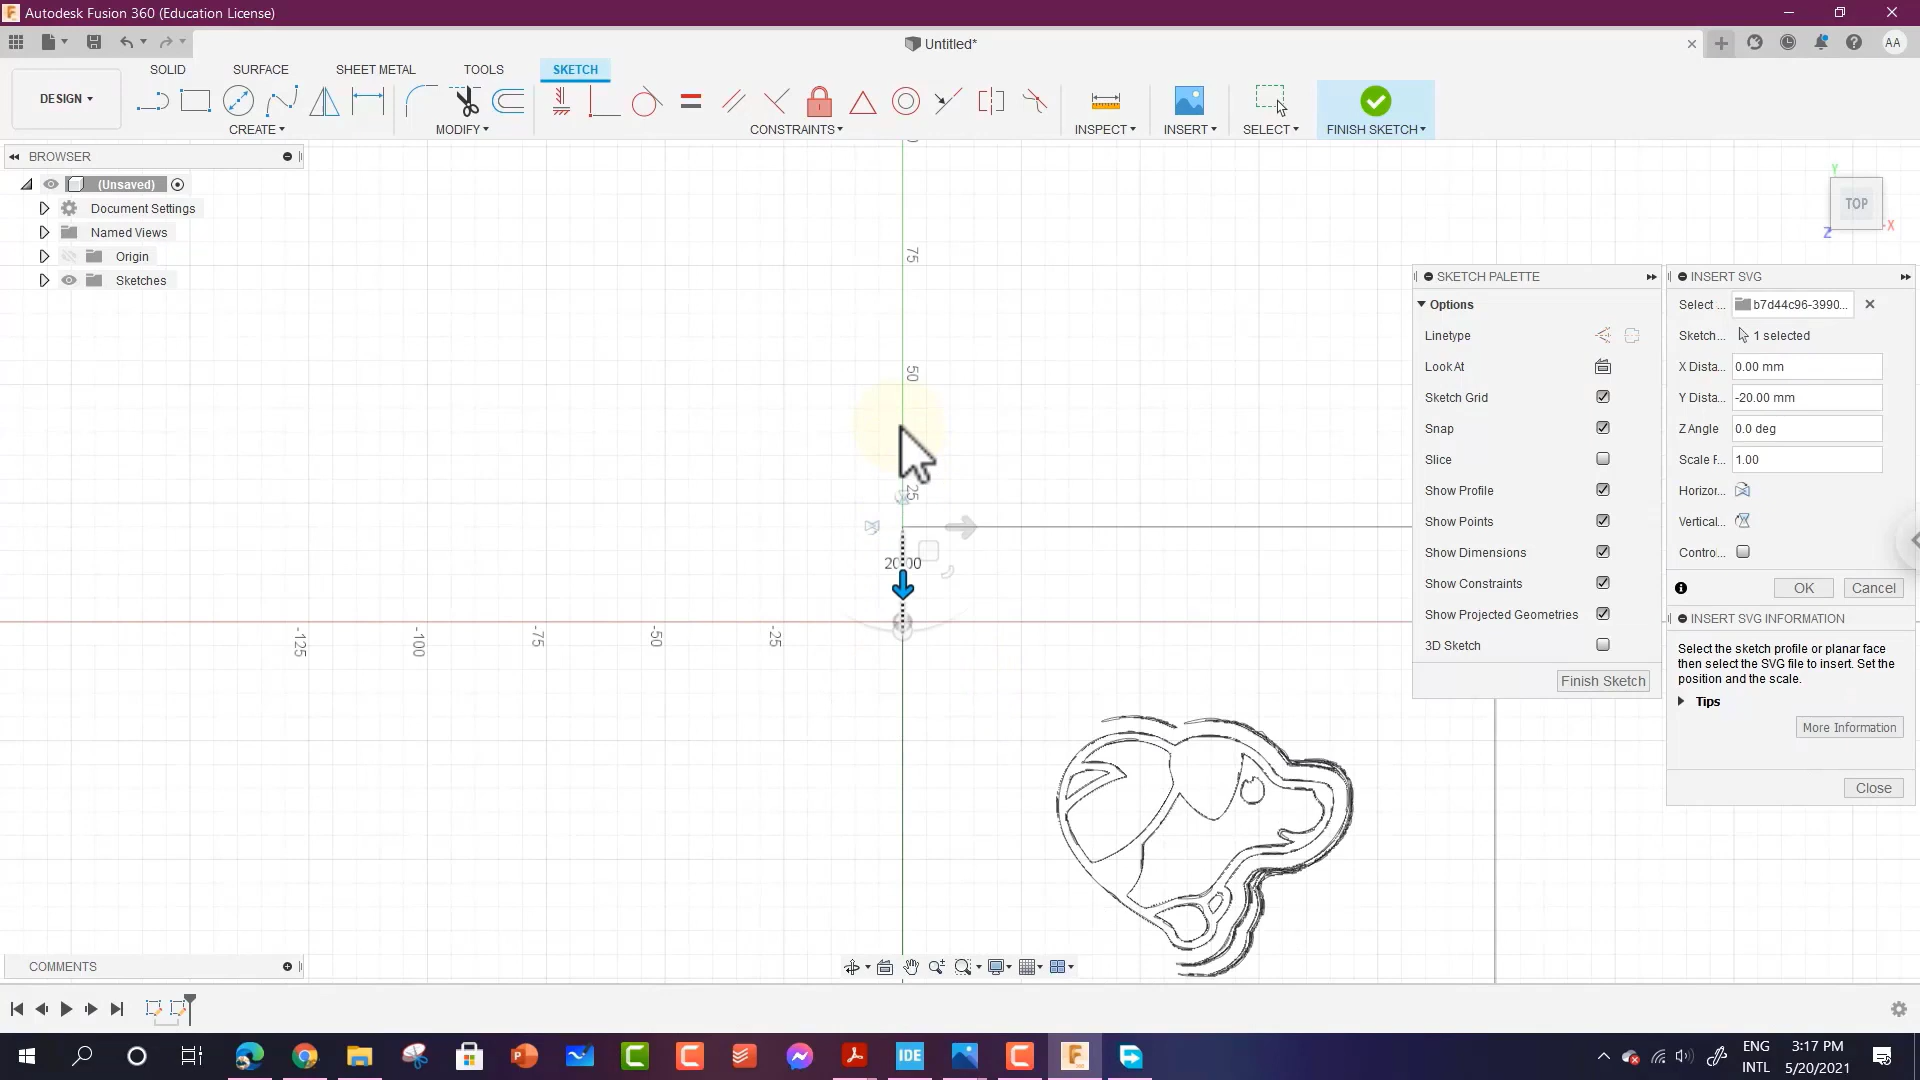 Autodesk Fusion 360 (Education License)
Untitled*
AA
DESIGN
SOLID
SURFACE
SHEET METAL
TOOLS
SKETCH
CREATE
MODIFY
CONSTRAINTS
INSPECT
INSERT
SELECT
FINISH SKETCH
BROWSER
(Unsaved)
Document Settings
Named Views
Origin
Sketches
75
50
25
-125
-100
-75
-50
-25
Y
TOP
X
Z
SKETCH PALETTE
Options
Linetype
Look At
Sketch Grid
Snap
Slice
Show Profile
Show Points
Show Dimensions
Show Constraints
Show Projected Geometries
3D Sketch
Finish Sketch
INSERT SVG
Select ...
b7d44c96-3990...
Sketch...
1 selected
X Dista...
0.00 mm
Y Dista...
-20.00 mm
Z Angle
0.0 deg
Scale F...
1.00
Horizor...
Vertical...
Contro...
OK
Cancel
INSERT SVG INFORMATION
Select the sketch profile or planar face
then select the SVG file to insert. Set the
position and the scale.
Tips
More Information
Close
COMMENTS
IDE
ENG
INTL
3:17 PM
5/20/2021